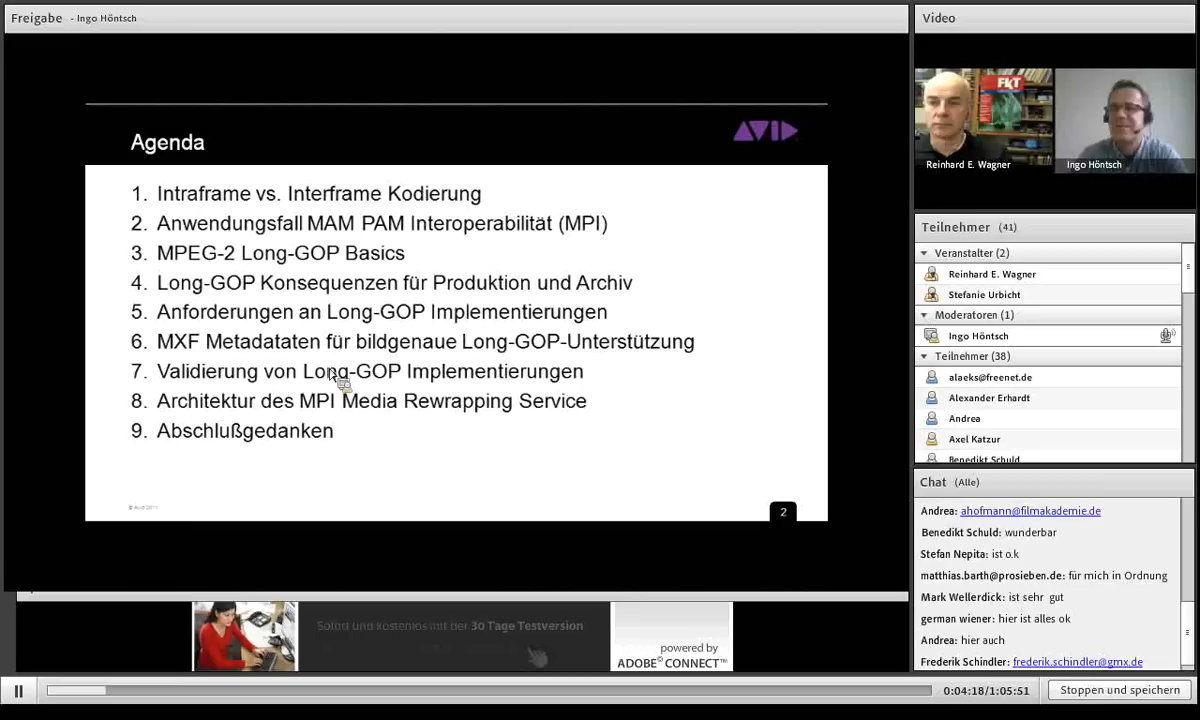 Freigabe - Ingo Höntsch
Agenda
AVID
1. Intraframe vs. Interframe Kodierung
2. Anwendungsfall MAM PAM Interoperabilität (MPI)
3. MPEG-2 Long-GOP Basics
4. Long-GOP Konsequenzen für Produktion und Archiv
5. Anforderungen an Long-GOP Implementierungen
6. MXF Metadataten für bildgenaue Long-GOP-Unterstützung
7. Validierung von Long-GOP Implementierungen
8. Architektur des MPI Media Rewrapping Service
9. Abschlußgedanken
© Avid 2011
2
Sofort und kostenlos mit der 30 Tage Testversion
powered by
ADOBE® CONNECT™
0:04:18/1:05:51
Stoppen und speichern
Video
FKT
Reinhard E. Wagner
Ingo Höntsch
Teilnehmer (41)
Veranstalter (2)
Reinhard E. Wagner
Stefanie Urbicht
Moderatoren (1)
Ingo Höntsch
Teilnehmer (38)
alaeks@freenet.de
Alexander Erhardt
Andrea
Axel Katzur
Benedikt Schuld
Chat (Alle)
Andrea: ahofmann@filmakademie.de
Benedikt Schuld: wunderbar
Stefan Nepita: ist o.k
matthias.barth@prosieben.de: für mich in Ordnung
Mark Wellerdick: ist sehr gut
german wiener: hier ist alles ok
Andrea: hier auch
Frederik Schindler: frederik.schindler@gmx.de